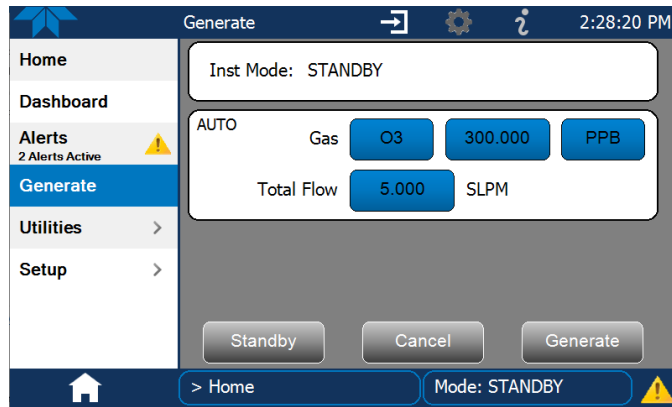 Generate 2:28:20 PM
Home
Dashboard
Alerts
2 Alerts Active
Generate
Utilities
Setup
Inst Mode: STANDBY
AUTO
Gas O3 300.000 PPB
Total Flow 5.000 SLPM
Standby Cancel Generate
> Home Mode: STANDBY